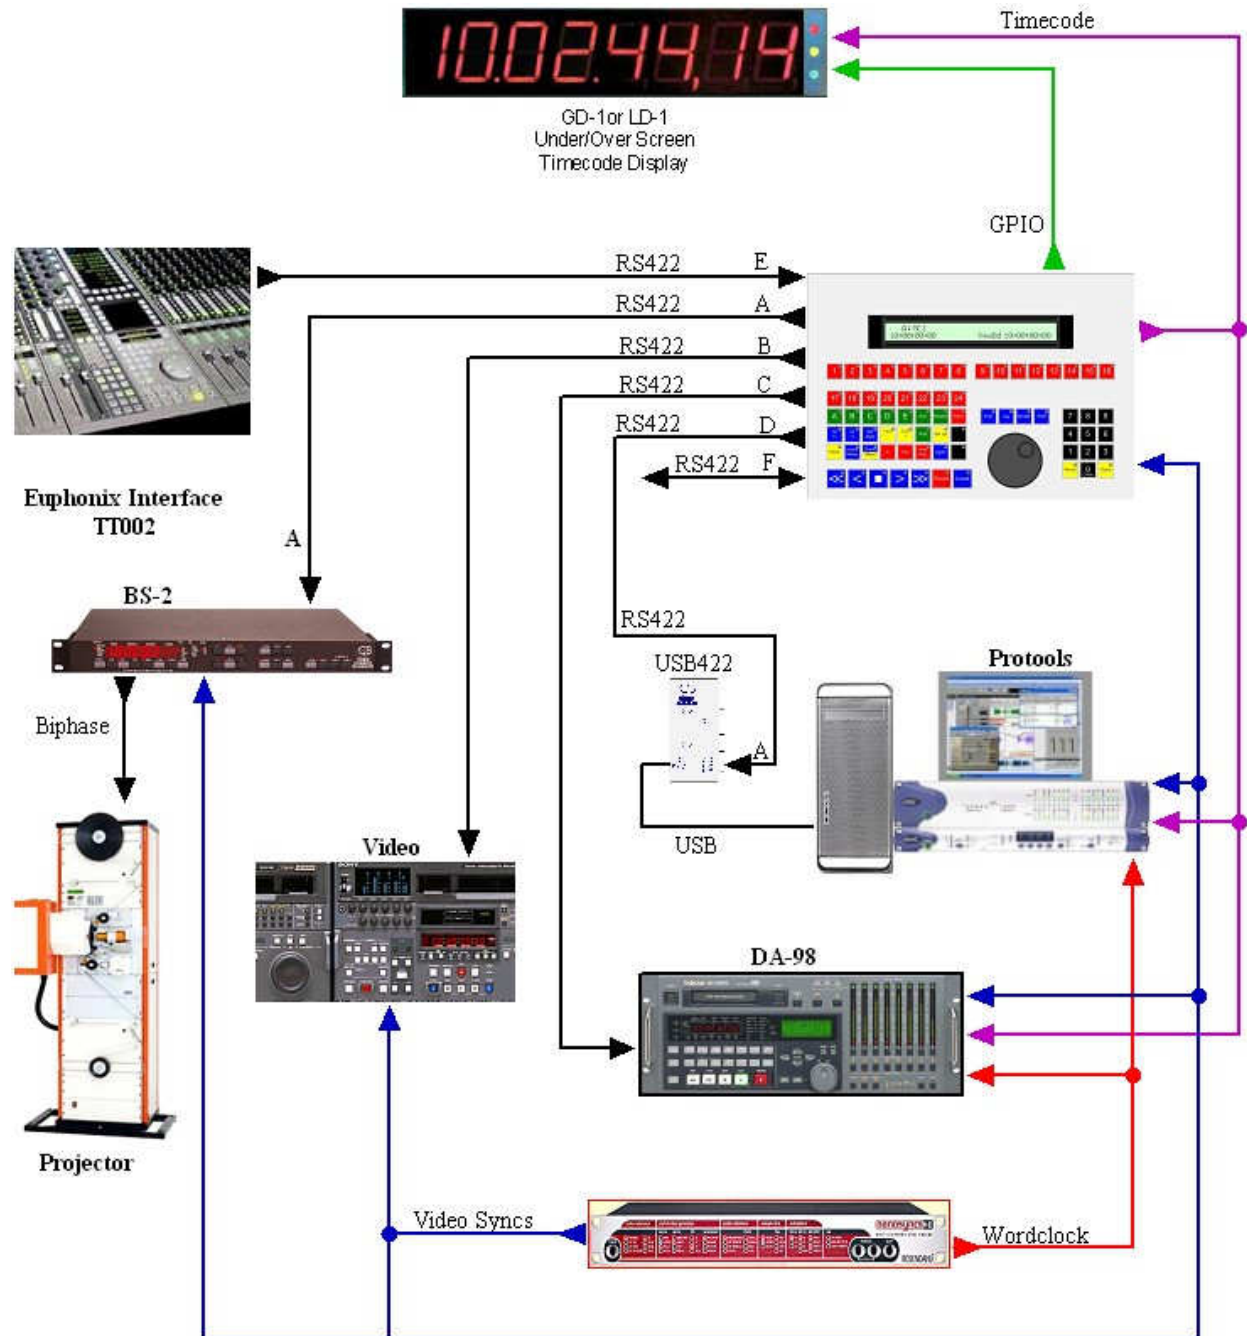 Timecode
10.02.44,14
GD-1or LD-1
Under/Over Screen
Timecode Display
GPIO
RS422 E
RS422 A
RS422 B
RS422 C
RS422 D
RS422 F
Euphonix Interface
TT002
A
BS-2
RS422
USB422
Protools
Biphase
A
USB
Video
SONY
DA-98
Projector
Video Syncs
Wordclock